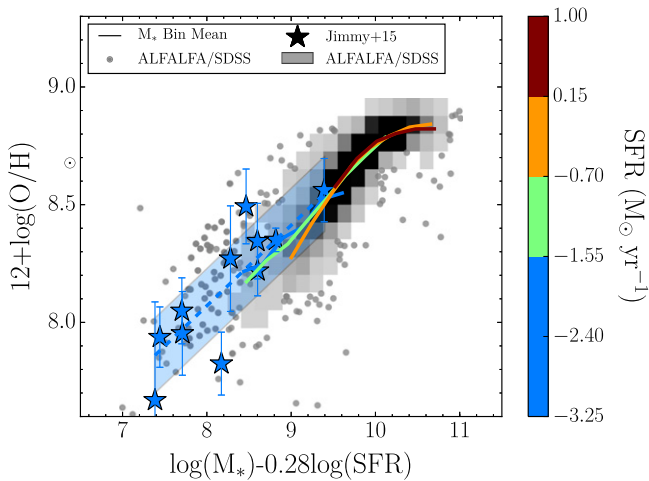 M* Bin Mean
Jimmy+15
ALFALFA/SDSS
ALFALFA/SDSS
9.0
8.5
8.0
12+log(O/H)
⊙
7
8
9
10
11
log(M*)-0.28log(SFR)
1.00
0.15
−0.70
−1.55
−2.40
−3.25
SFR (M⊙ yr−1)